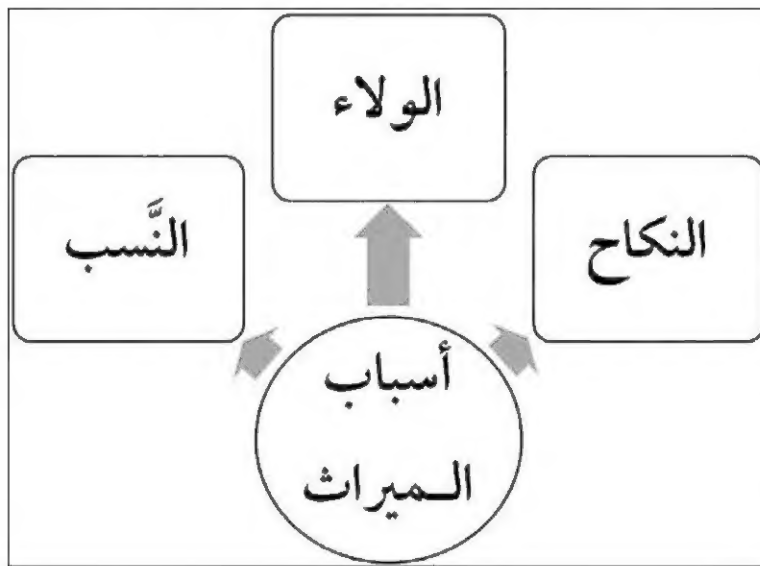 الولاء
النكاح
النَّسب
أسباب
الـميراث